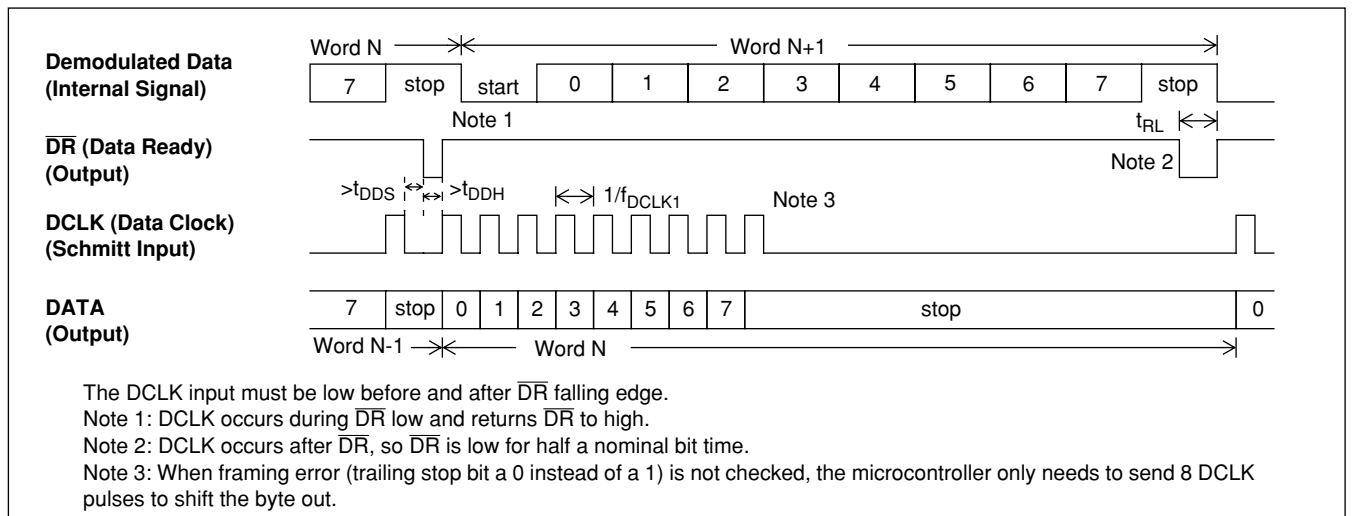 Word N Word N+1
Demodulated Data
(Internal Signal)
7 stop start 0 1 2 3 4 5 6 7 stop
Note 1 tRL
DR (Data Ready)
(Output)
Note 2
>tDDS >tDDH 1/fDCLK1 Note 3
DCLK (Data Clock)
(Schmitt Input)
DATA
(Output)
7 stop 0 1 2 3 4 5 6 7 stop 0
Word N-1 Word N
The DCLK input must be low before and after DR falling edge.
Note 1: DCLK occurs during DR low and returns DR to high.
Note 2: DCLK occurs after DR, so DR is low for half a nominal bit time.
Note 3: When framing error (trailing stop bit a 0 instead of a 1) is not checked, the microcontroller only needs to send 8 DCLK
pulses to shift the byte out.